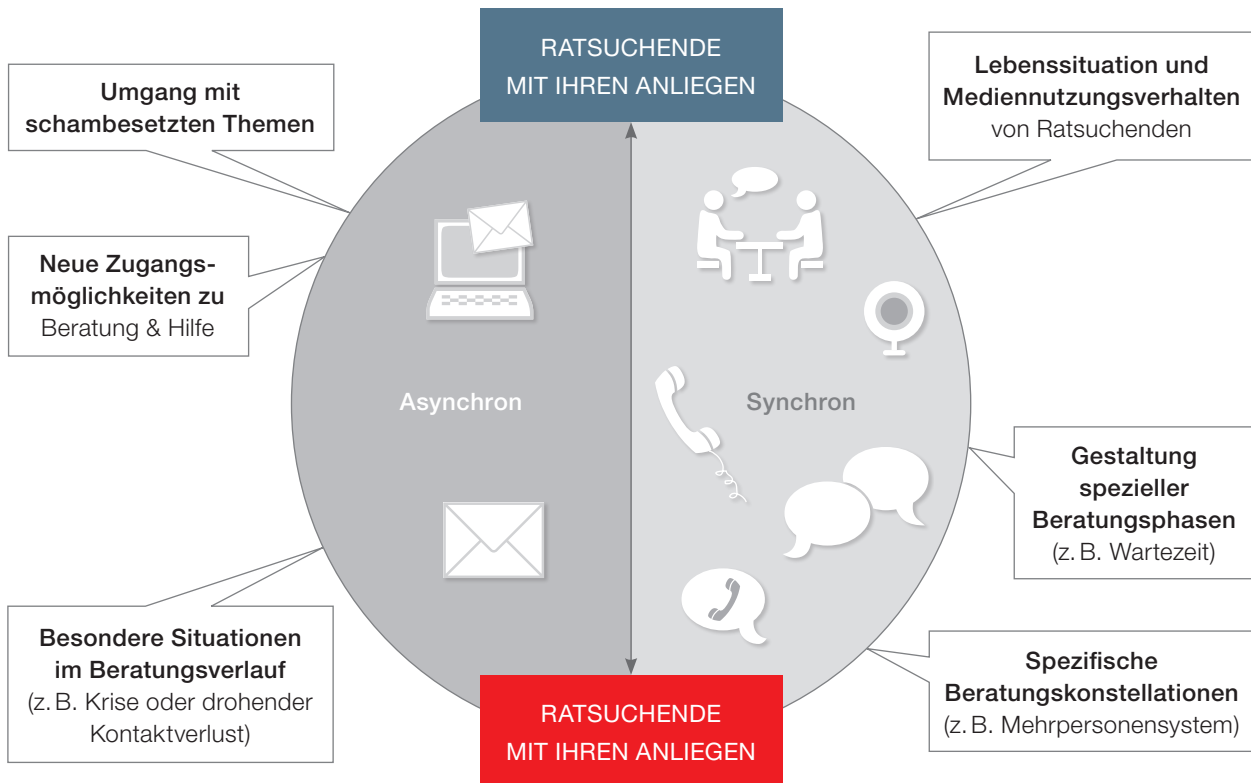 RATSUCHENDE
MIT IHREN ANLIEGEN
Umgang mit
schambesetzten Themen
Lebenssituation und
Mediennutzungsverhalten
von Ratsuchenden
Neue Zugangs-
möglichkeiten zu
Beratung & Hilfe
Asynchron
Synchron
Gestaltung
spezieller
Beratungsphasen
(z. B. Wartezeit)
Besondere Situationen
im Beratungsverlauf
(z. B. Krise oder drohender
Kontaktverlust)
Spezifische
Beratungskonstellationen
(z. B. Mehrpersonensystem)
RATSUCHENDE
MIT IHREN ANLIEGEN